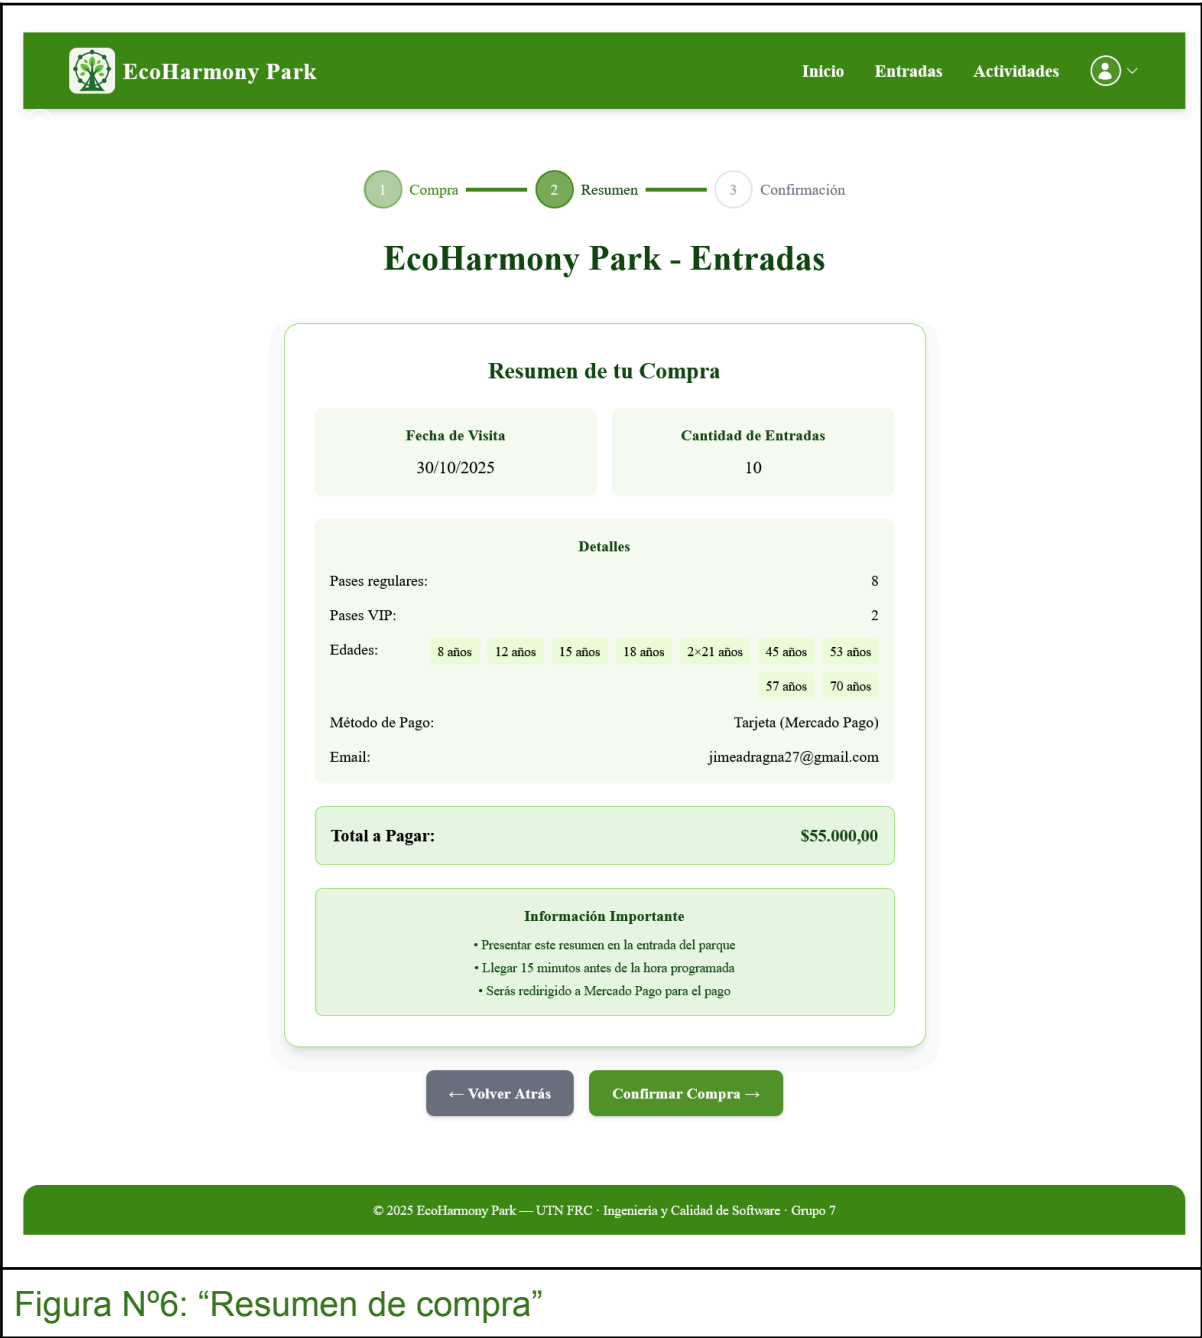 EcoHarmony Park
Inicio Entradas Actividades
1 Compra 2 Resumen 3 Confirmación
EcoHarmony Park - Entradas
Resumen de tu Compra
Fecha de Visita
30/10/2025
Cantidad de Entradas
10
Detalles
Pases regulares: 8
Pases VIP: 2
Edades: 8 años 12 años 15 años 18 años 2×21 años 45 años 53 años
57 años 70 años
Método de Pago: Tarjeta (Mercado Pago)
Email: jimeadragna27@gmail.com
Total a Pagar: $55.000,00
Información Importante
• Presentar este resumen en la entrada del parque
• Llegar 15 minutos antes de la hora programada
• Serás redirigido a Mercado Pago para el pago
← Volver Atrás Confirmar Compra →
© 2025 EcoHarmony Park — UTN FRC · Ingeniería y Calidad de Software · Grupo 7
Figura Nº6: “Resumen de compra”